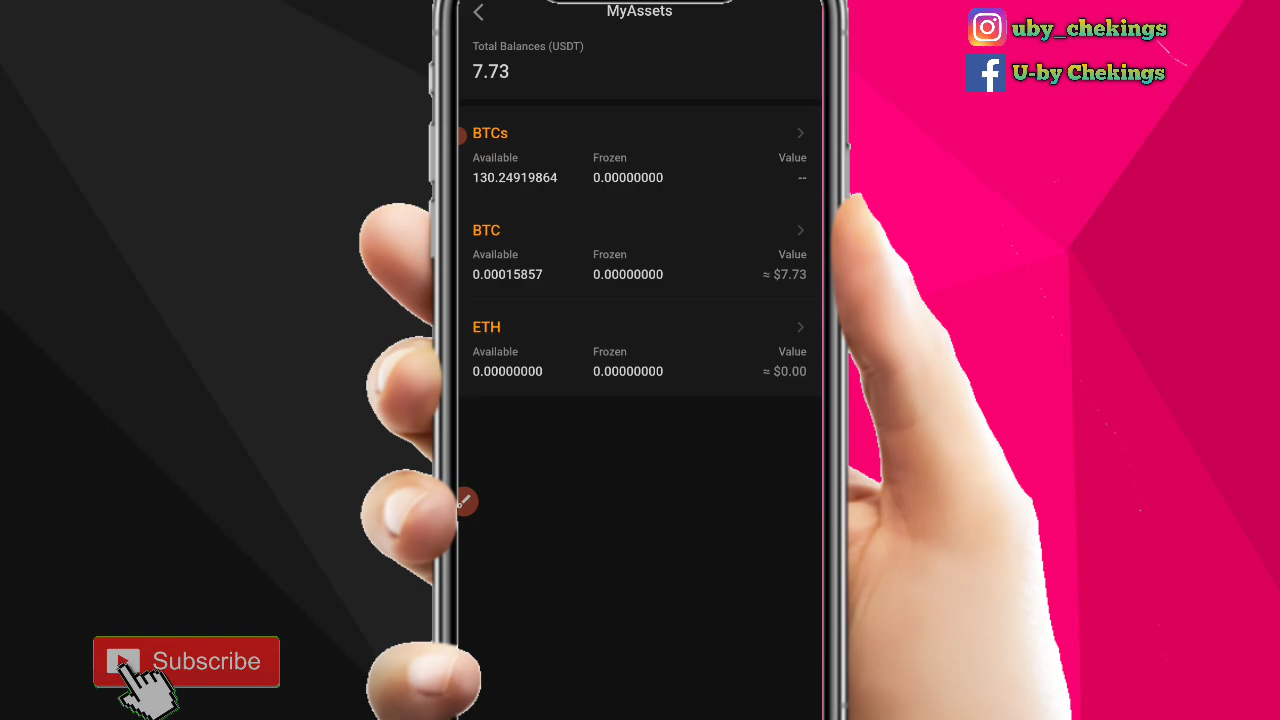 MyAssets
Total Balances (USDT)
7.73
BTCs
Available Frozen Value
130.24919864 0.00000000 --
BTC
Available Frozen Value
0.00015857 0.00000000 ≈ $7.73
ETH
Available Frozen Value
0.00000000 0.00000000 ≈ $0.00
uby_chekings
U-by Chekings
Subscribe